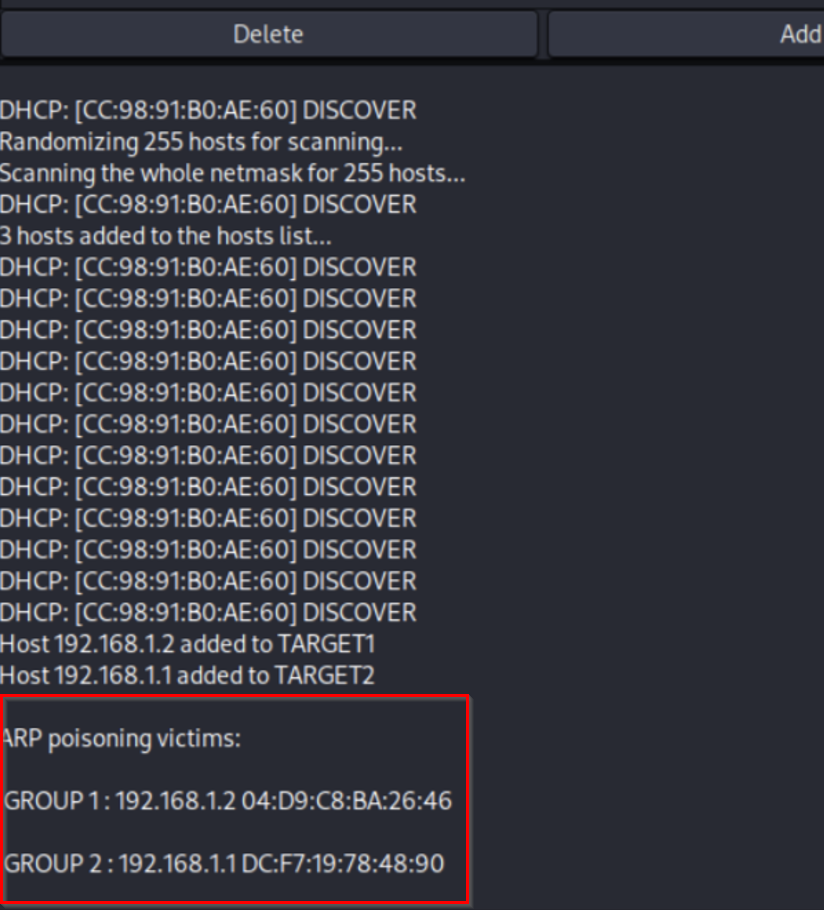 Delete
Add
DHCP: [CC:98:91:B0:AE:60] DISCOVER
Randomizing 255 hosts for scanning...
Scanning the whole netmask for 255 hosts...
DHCP: [CC:98:91:B0:AE:60] DISCOVER
3 hosts added to the hosts list...
DHCP: [CC:98:91:B0:AE:60] DISCOVER
DHCP: [CC:98:91:B0:AE:60] DISCOVER
DHCP: [CC:98:91:B0:AE:60] DISCOVER
DHCP: [CC:98:91:B0:AE:60] DISCOVER
DHCP: [CC:98:91:B0:AE:60] DISCOVER
DHCP: [CC:98:91:B0:AE:60] DISCOVER
DHCP: [CC:98:91:B0:AE:60] DISCOVER
DHCP: [CC:98:91:B0:AE:60] DISCOVER
DHCP: [CC:98:91:B0:AE:60] DISCOVER
DHCP: [CC:98:91:B0:AE:60] DISCOVER
DHCP: [CC:98:91:B0:AE:60] DISCOVER
DHCP: [CC:98:91:B0:AE:60] DISCOVER
Host 192.168.1.2 added to TARGET1
Host 192.168.1.1 added to TARGET2
ARP poisoning victims:
GROUP 1 : 192.168.1.2 04:D9:C8:BA:26:46
GROUP 2 : 192.168.1.1 DC:F7:19:78:48:90